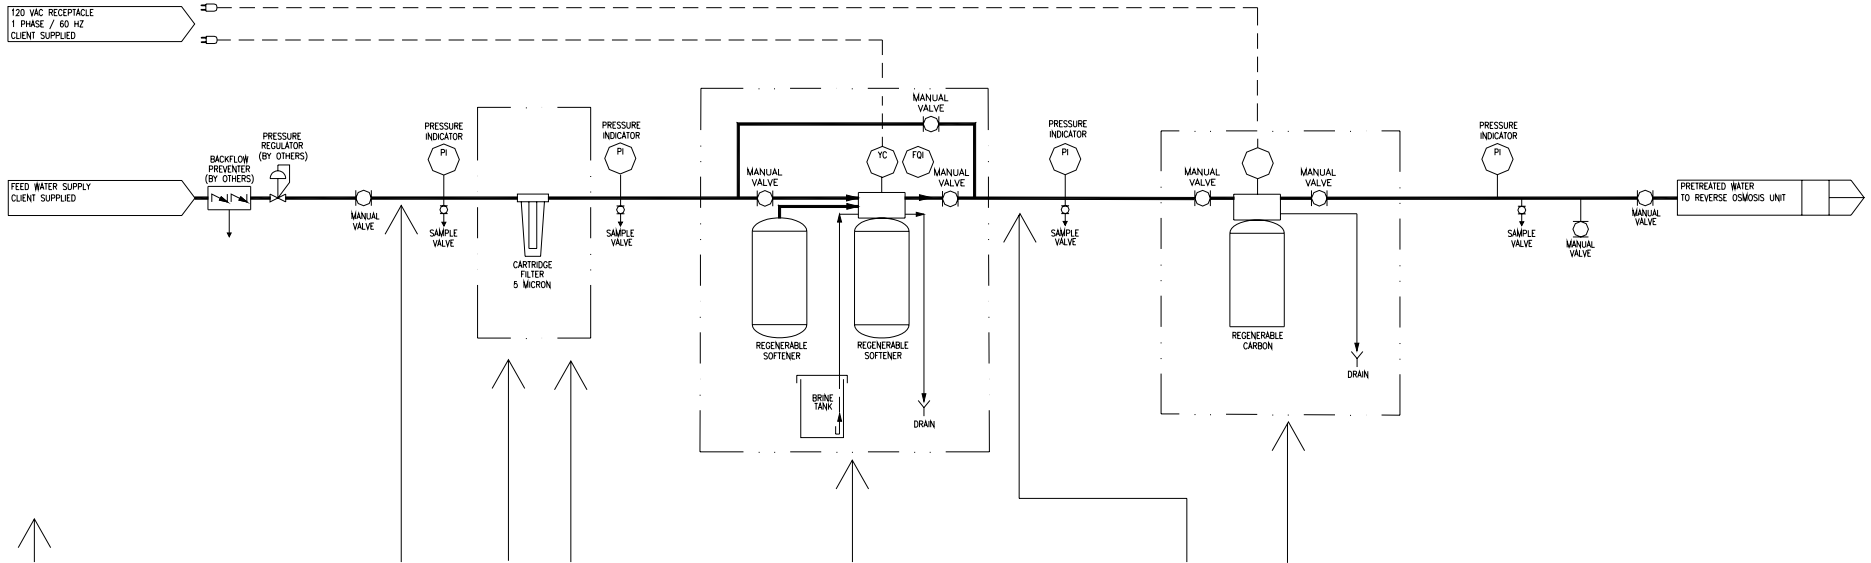 120 VAC RECEPTACLE
1 PHASE / 60 HZ
CLIENT SUPPLIED
FEED WATER SUPPLY
CLIENT SUPPLIED
BACKFLOW
PREVENTER
(BY OTHERS)
PRESSURE
REGULATOR
(BY OTHERS)
MANUAL
VALVE
PRESSURE
INDICATOR
PI
SAMPLE
VALVE
CARTRIDGE
FILTER
5 MICRON
PRESSURE
INDICATOR
PI
SAMPLE
VALVE
MANUAL
VALVE
MANUAL
VALVE
YC
FQI
MANUAL
VALVE
REGENERABLE
SOFTENER
REGENERABLE
SOFTENER
BRINE
TANK
DRAIN
PRESSURE
INDICATOR
PI
SAMPLE
VALVE
MANUAL
VALVE
MANUAL
VALVE
REGENERABLE
CARBON
DRAIN
PRESSURE
INDICATOR
PI
SAMPLE
VALVE
MANUAL
VALVE
MANUAL
VALVE
PRETREATED WATER
TO REVERSE OSMOSIS UNIT